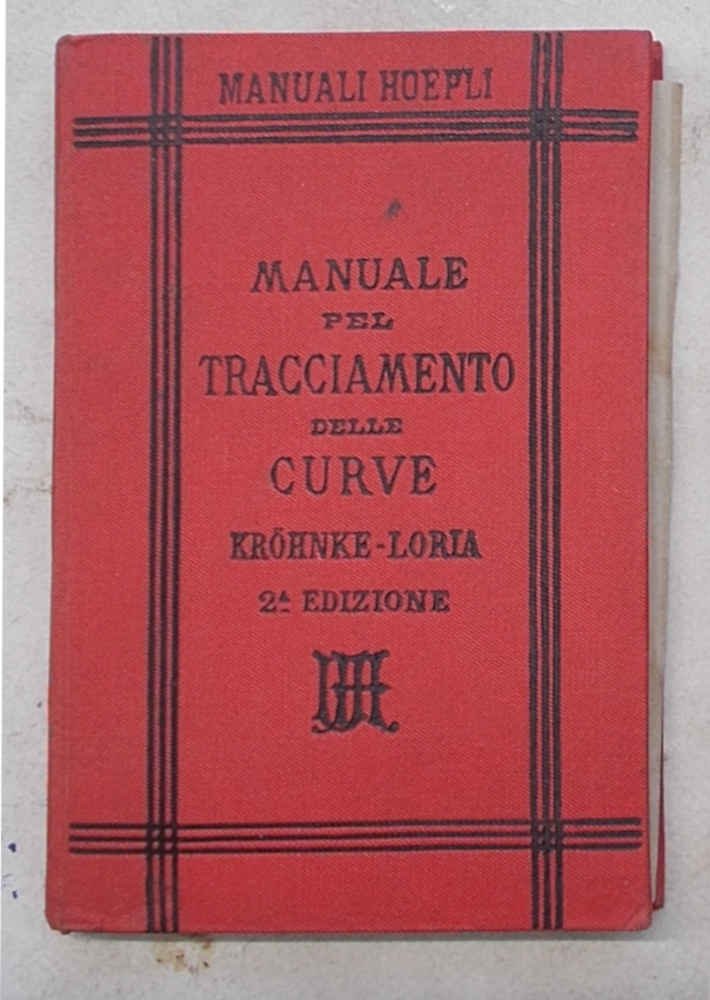 MANUALI HOEPLI
MANUALE
PEL
TRACCIAMENTO
DELLE
CURVE
KRÖHNKE-LORIA
2ª EDIZIONE